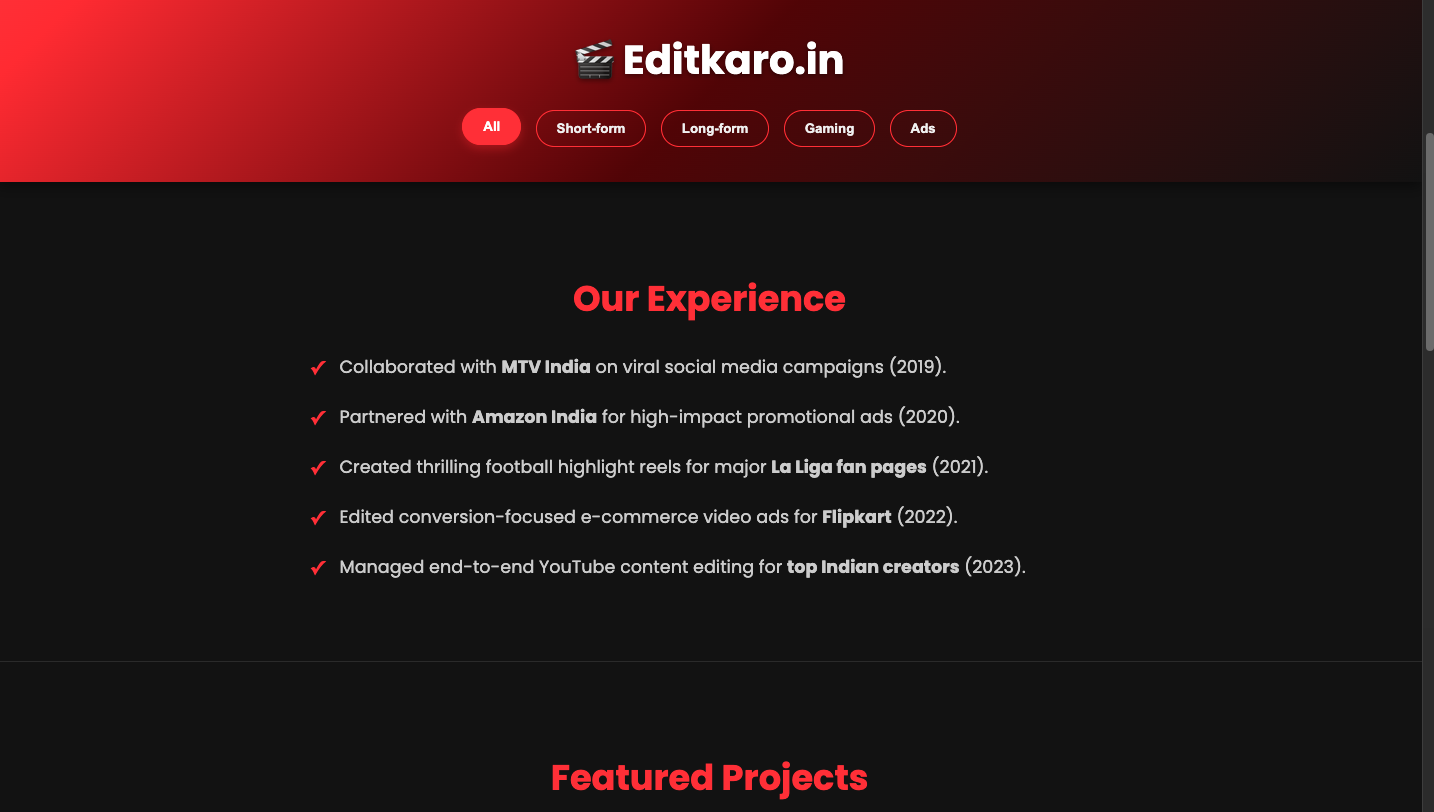 🎬 Editkaro.in
All Short-form Long-form Gaming Ads
Our Experience
✓ Collaborated with MTV India on viral social media campaigns (2019).
✓ Partnered with Amazon India for high-impact promotional ads (2020).
✓ Created thrilling football highlight reels for major La Liga fan pages (2021).
✓ Edited conversion-focused e-commerce video ads for Flipkart (2022).
✓ Managed end-to-end YouTube content editing for top Indian creators (2023).
Featured Projects